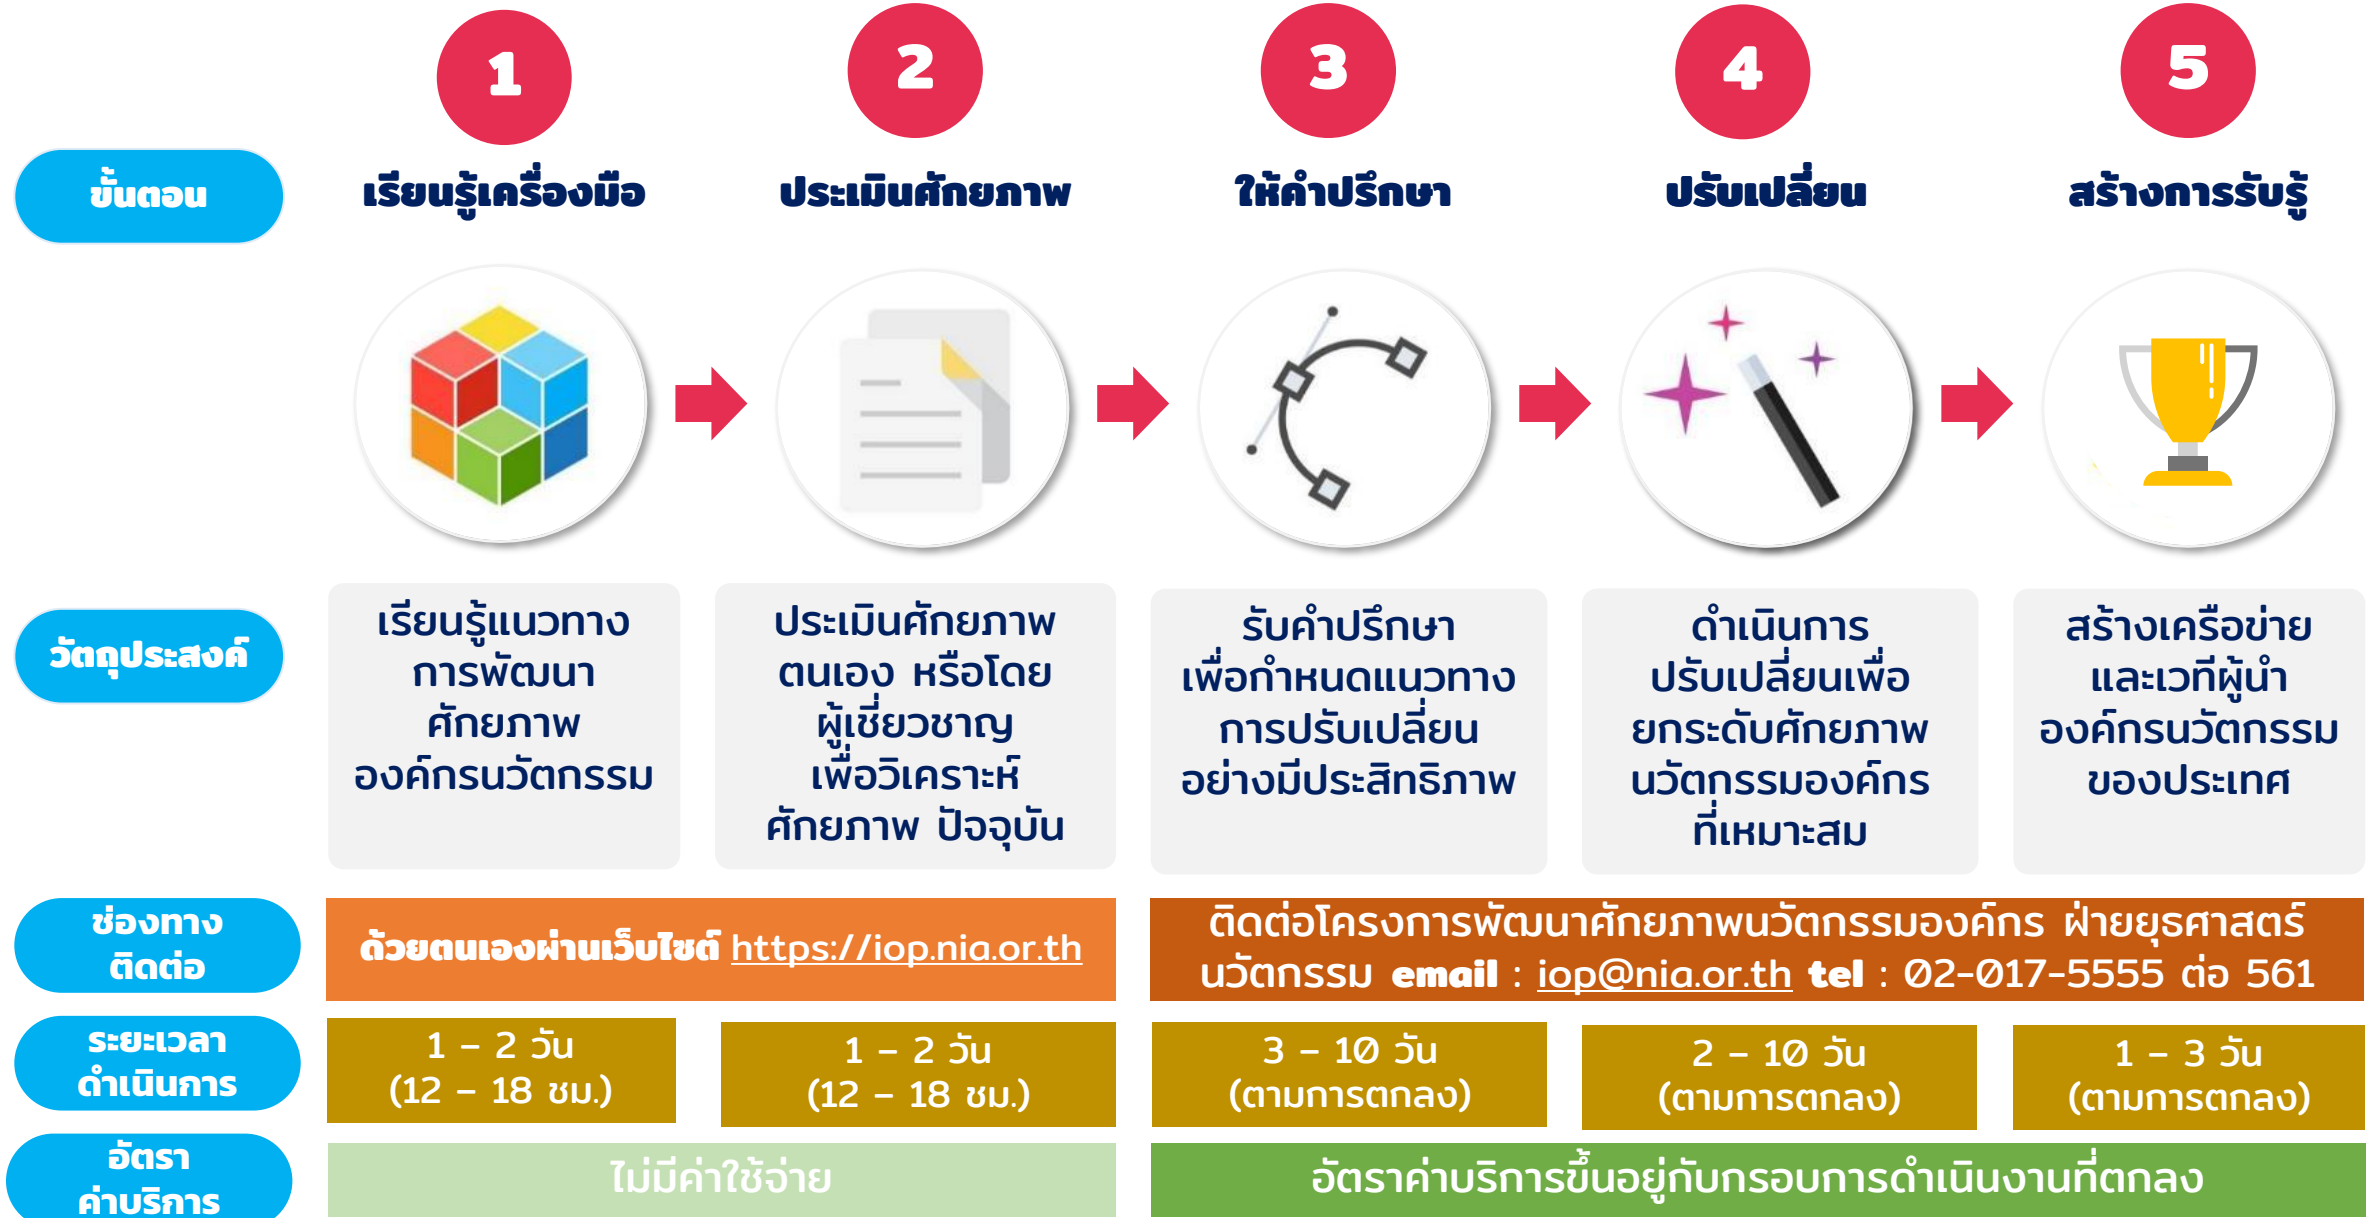 1
2
3
4
5
ขั้นตอน
เรียนรู้เครื่องมือ
ประเมินศักยภาพ
ให้คำปรึกษา
ปรับเปลี่ยน
สร้างการรับรู้
วัตถุประสงค์
เรียนรู้แนวทาง
การพัฒนา
ศักยภาพ
องค์กรนวัตกรรม
ประเมินศักยภาพ
ตนเอง หรือโดย
ผู้เชี่ยวชาญ
เพื่อวิเคราะห์
ศักยภาพ ปัจจุบัน
รับคำปรึกษา
เพื่อกำหนดแนวทาง
การปรับเปลี่ยน
อย่างมีประสิทธิภาพ
ดำเนินการ
ปรับเปลี่ยนเพื่อ
ยกระดับศักยภาพ
นวัตกรรมองค์กร
ที่เหมาะสม
สร้างเครือข่าย
และเวทีผู้นำ
องค์กรนวัตกรรม
ของประเทศ
ช่องทาง
ติดต่อ
ด้วยตนเองผ่านเว็บไซต์ https://iop.nia.or.th
ติดต่อโครงการพัฒนาศักยภาพนวัตกรรมองค์กร ฝ่ายยุธศาสตร์
นวัตกรรม email : iop@nia.or.th tel : 02-017-5555 ต่อ 561
ระยะเวลา
ดำเนินการ
1 – 2 วัน
(12 – 18 ชม.)
1 – 2 วัน
(12 – 18 ชม.)
3 – 10 วัน
(ตามการตกลง)
2 – 10 วัน
(ตามการตกลง)
1 – 3 วัน
(ตามการตกลง)
อัตรา
ค่าบริการ
ไม่มีค่าใช้จ่าย
อัตราค่าบริการขึ้นอยู่กับกรอบการดำเนินงานที่ตกลง